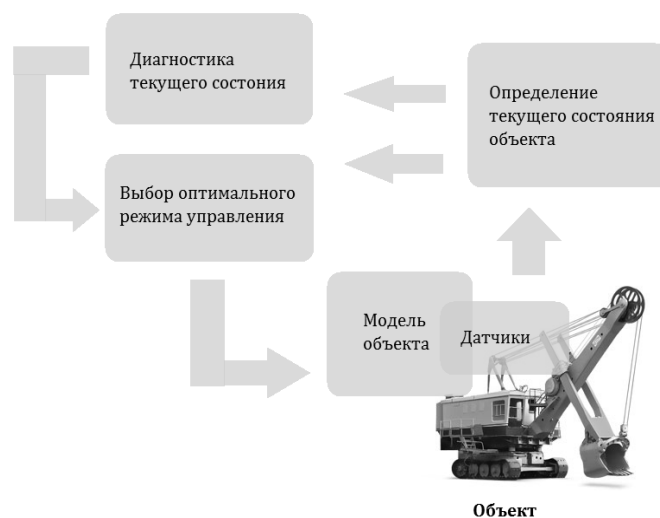 Диагностика
текущего состония
Определение
текущего состояния
объекта
Выбор оптимального
режима управления
Модель
объекта
Датчики
Объект